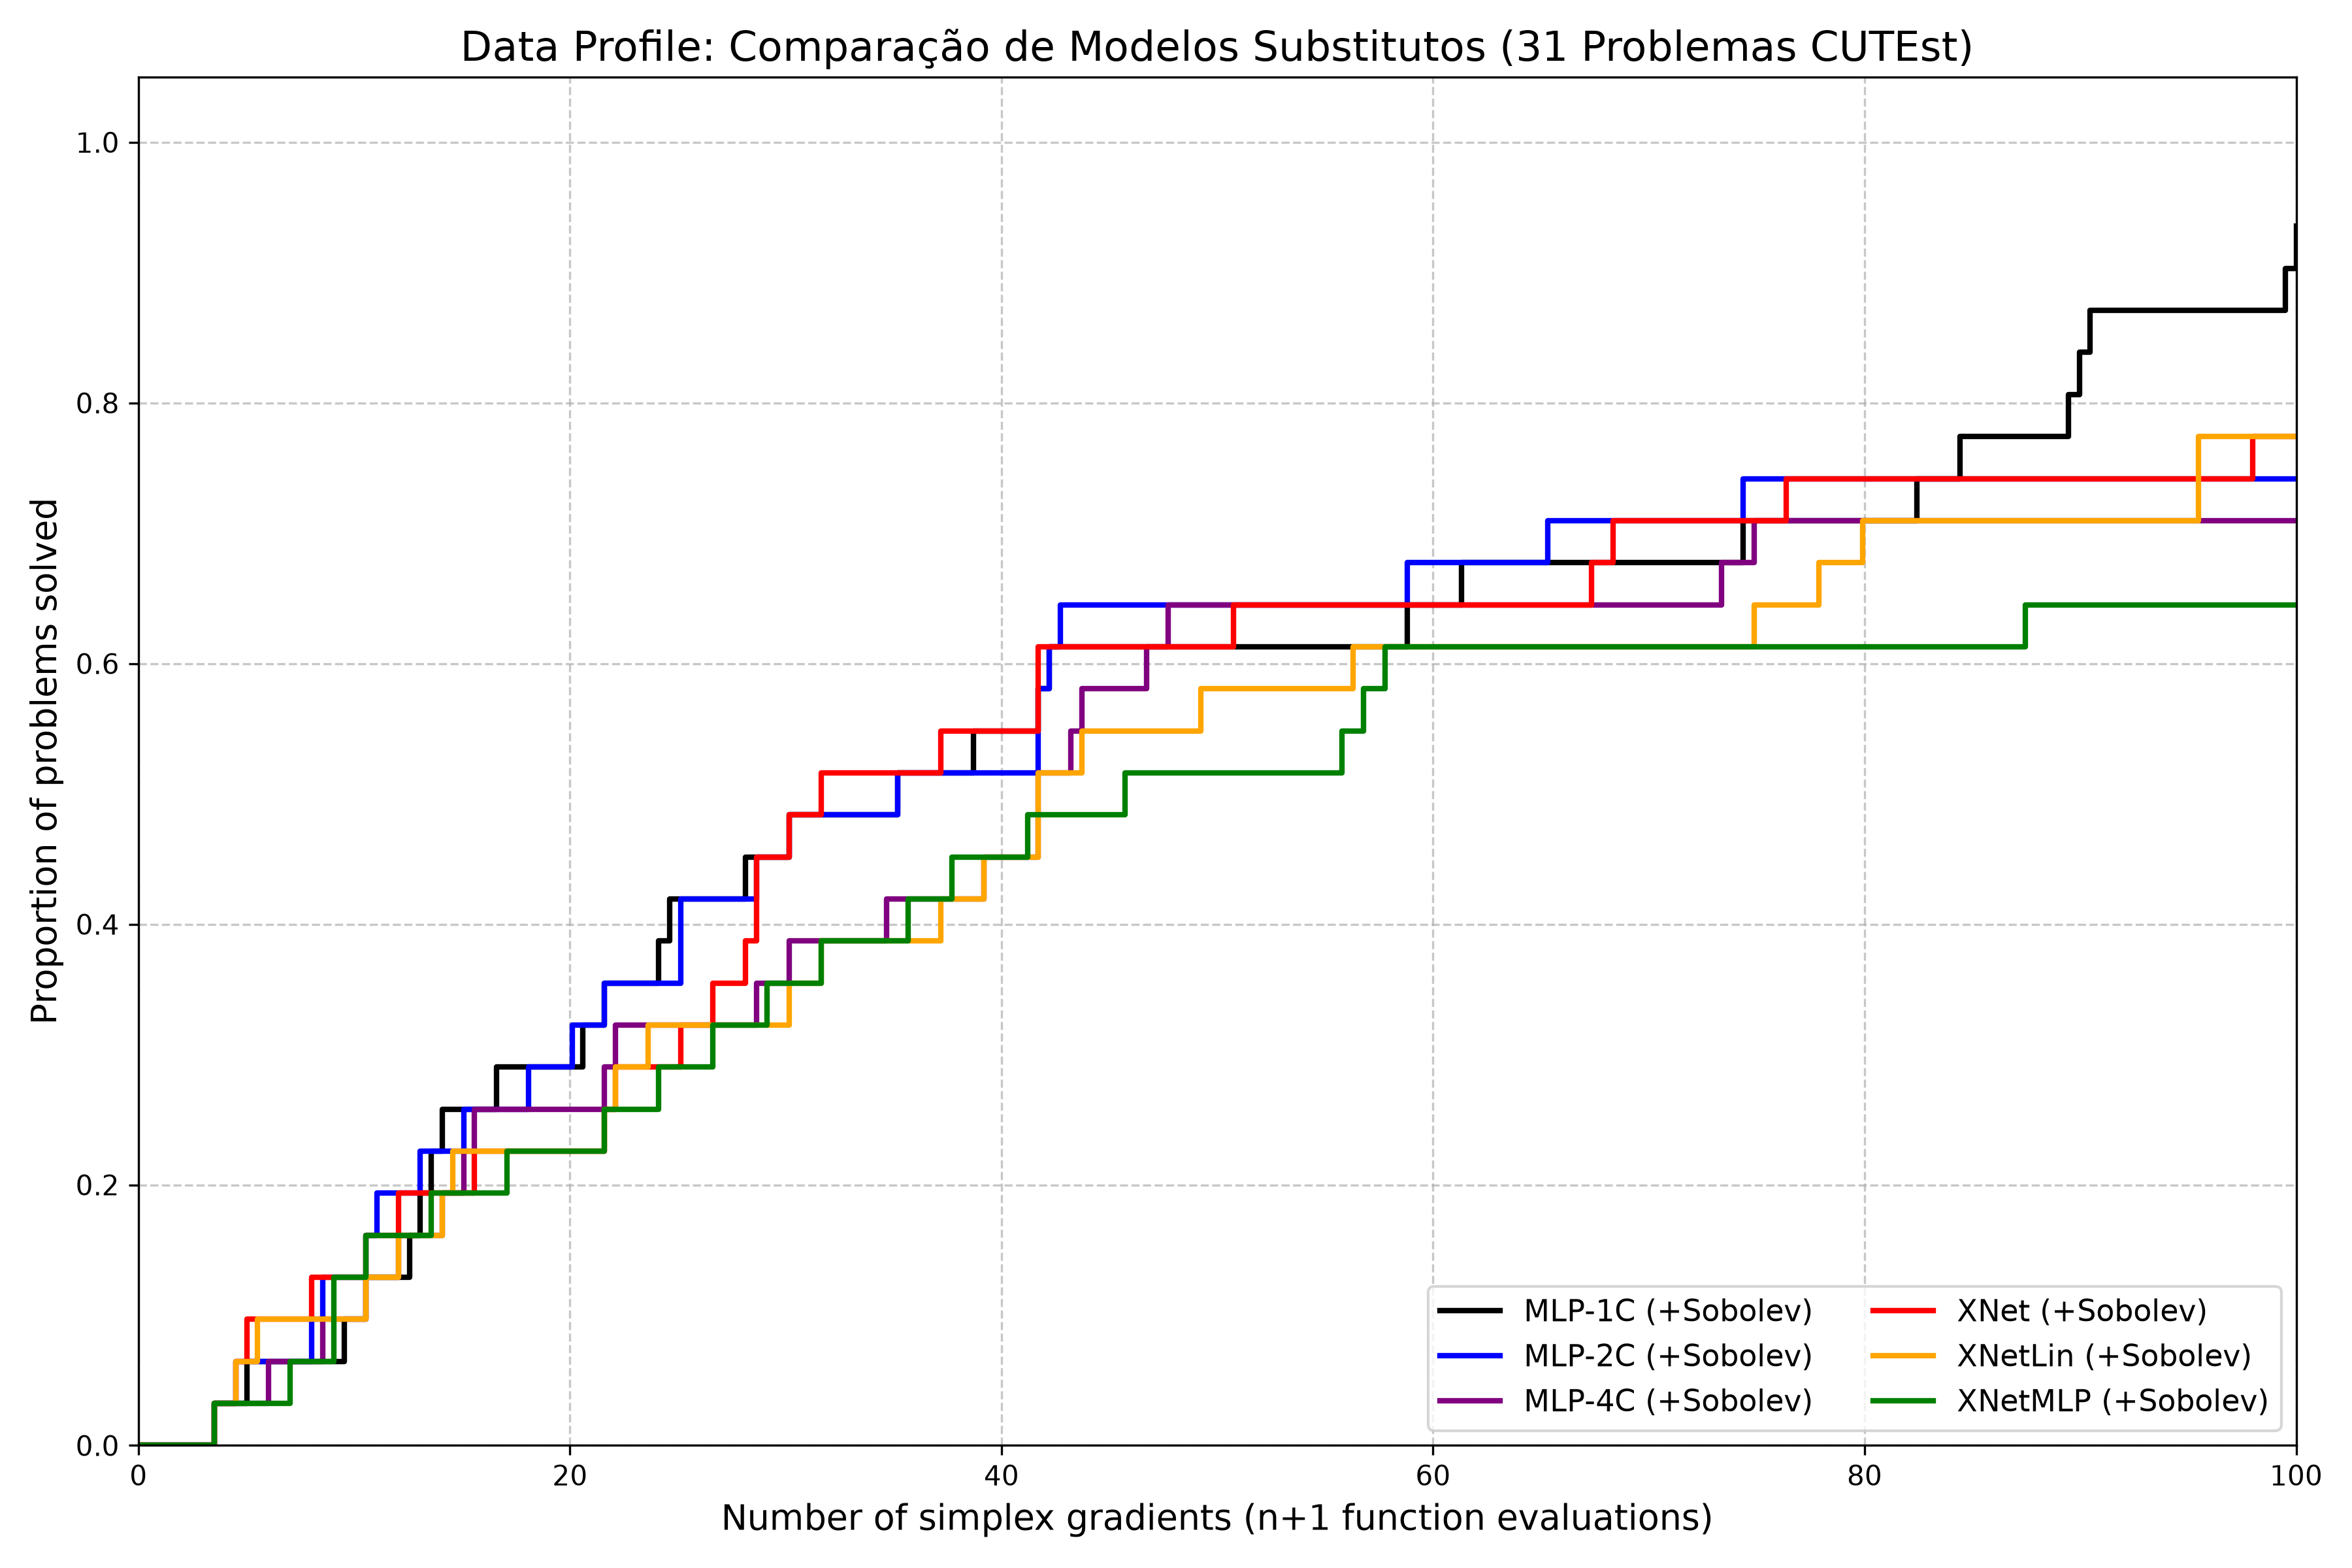 Data Profile: Comparação de Modelos Substitutos (31 Problemas CUTEst)
Proportion of problems solved
1.0
0.8
0.6
0.4
0.2
0.0
0 20 40 60 80 100
Number of simplex gradients (n+1 function evaluations)
MLP-1C (+Sobolev)
MLP-2C (+Sobolev)
MLP-4C (+Sobolev)
XNet (+Sobolev)
XNetLin (+Sobolev)
XNetMLP (+Sobolev)